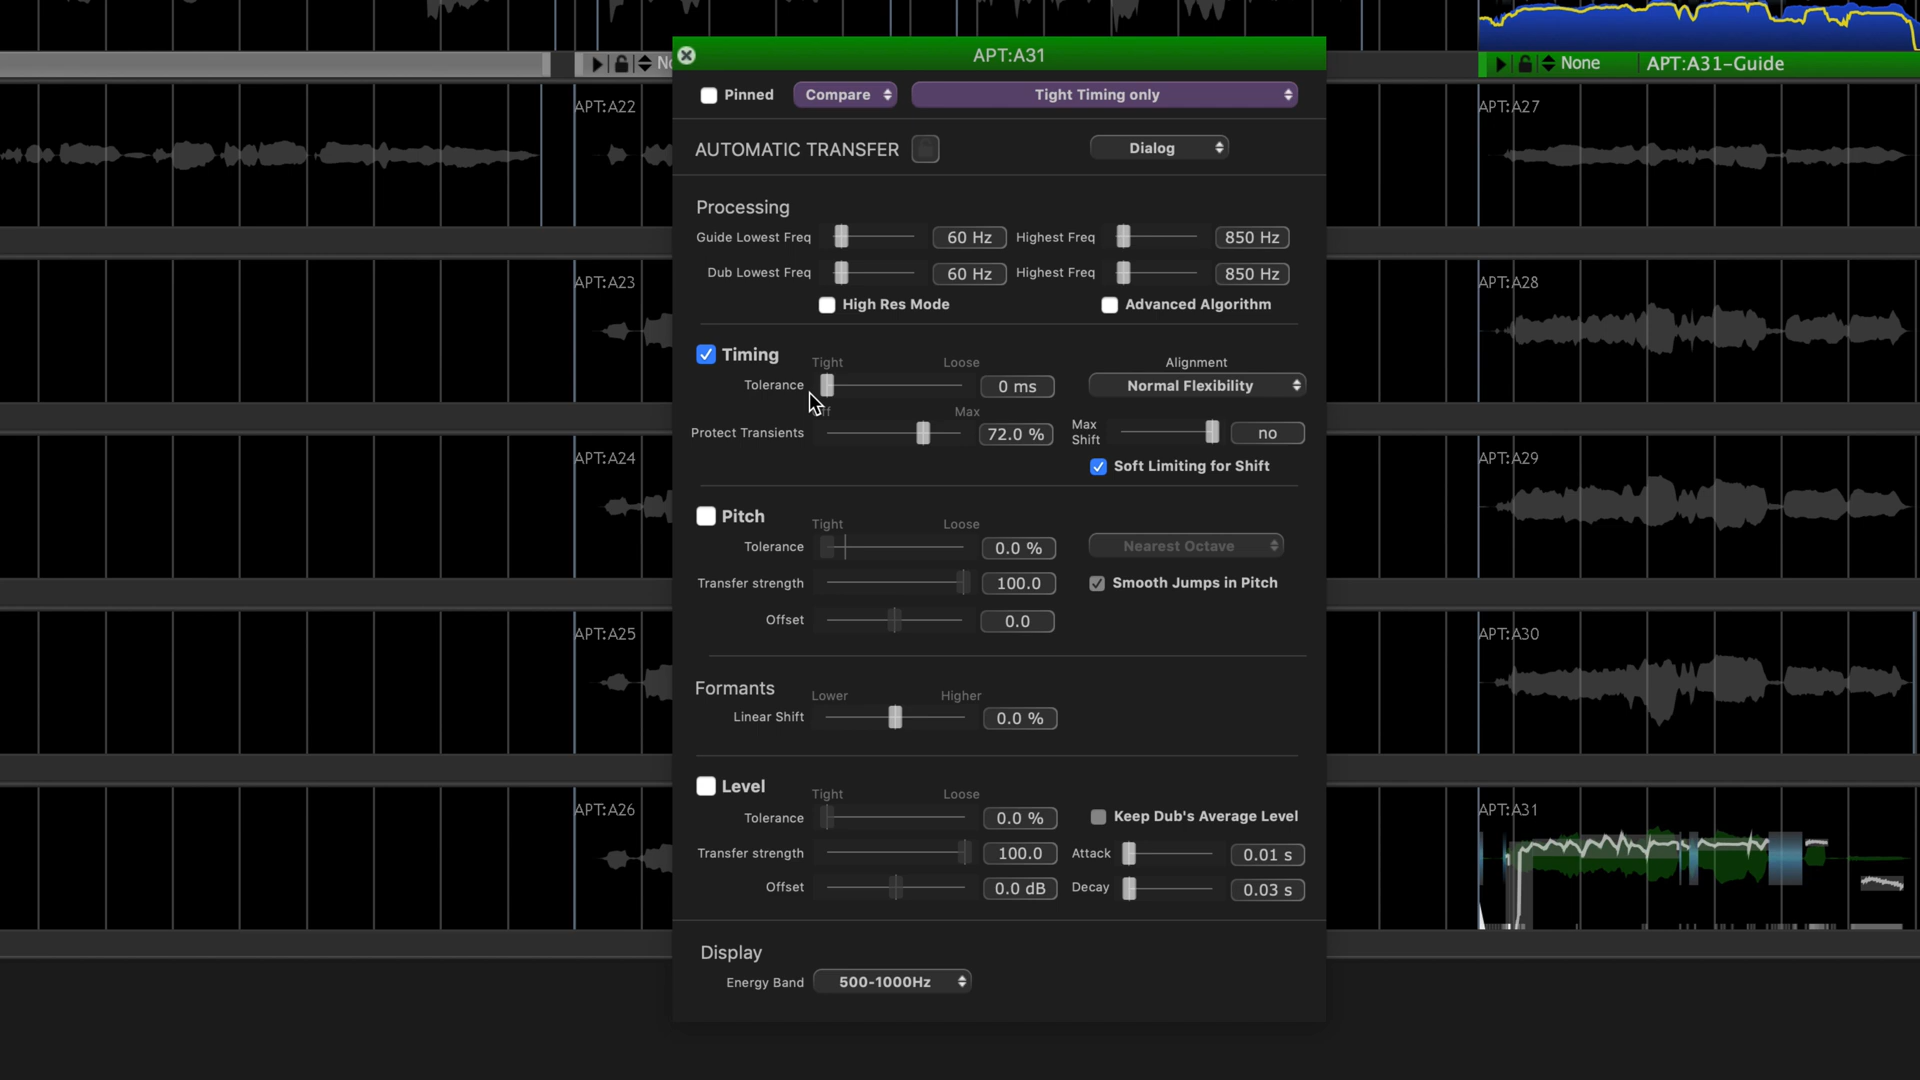 APT:A31
None
APT:A31-Guide
Pinned
Compare
Tight Timing only
APT:A22
APT:A27
AUTOMATIC TRANSFER
Dialog
Processing
Guide Lowest Freq
60 Hz
Highest Freq
850 Hz
Dub Lowest Freq
60 Hz
Highest Freq
850 Hz
APT:A23
APT:A28
High Res Mode
Advanced Algorithm
Timing
Tight
Loose
Alignment
Tolerance
0 ms
Normal Flexibility
Max
Protect Transients
72.0 %
Max
Shift
no
APT:A24
APT:A29
Soft Limiting for Shift
Pitch
Tight
Loose
Tolerance
0.0 %
Nearest Octave
Transfer strength
100.0
Smooth Jumps in Pitch
Offset
0.0
APT:A25
APT:A30
Formants
Lower
Higher
Linear Shift
0.0 %
Level
Tight
Loose
APT:A26
APT:A31
Tolerance
0.0 %
Keep Dub's Average Level
Transfer strength
100.0
Attack
0.01 s
Offset
0.0 dB
Decay
0.03 s
Display
Energy Band
500-1000Hz